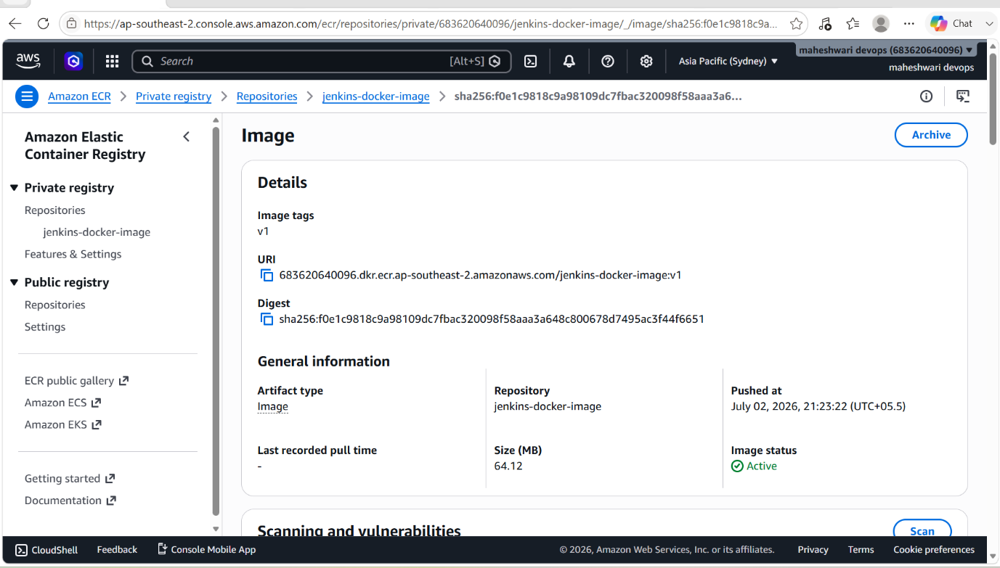 https://ap-southeast-2.console.aws.amazon.com/ecr/repositories/private/683620640096/jenkins-docker-image/_/image/sha256:f0e1c9818c9a...
Chat
aws
Search
[Alt+S]
Asia Pacific (Sydney)
maheshwari devops (683620640096)
maheshwari devops
Amazon ECR
Private registry
Repositories
jenkins-docker-image
sha256:f0e1c9818c9a98109dc7fbac320098f58aaa3a6...
Amazon Elastic
Container Registry
Private registry
Repositories
jenkins-docker-image
Features & Settings
Public registry
Repositories
Settings
ECR public gallery
Amazon ECS
Amazon EKS
Getting started
Documentation
Image
Archive
Details
Image tags
v1
URI
683620640096.dkr.ecr.ap-southeast-2.amazonaws.com/jenkins-docker-image:v1
Digest
sha256:f0e1c9818c9a98109dc7fbac320098f58aaa3a648c800678d7495ac3f44f6651
General information
Artifact type
Image
Repository
jenkins-docker-image
Pushed at
July 02, 2026, 21:23:22 (UTC+05.5)
Last recorded pull time
-
Size (MB)
64.12
Image status
Active
Scanning and vulnerabilities
Scan
CloudShell
Feedback
Console Mobile App
© 2026, Amazon Web Services, Inc. or its affiliates.
Privacy
Terms
Cookie preferences